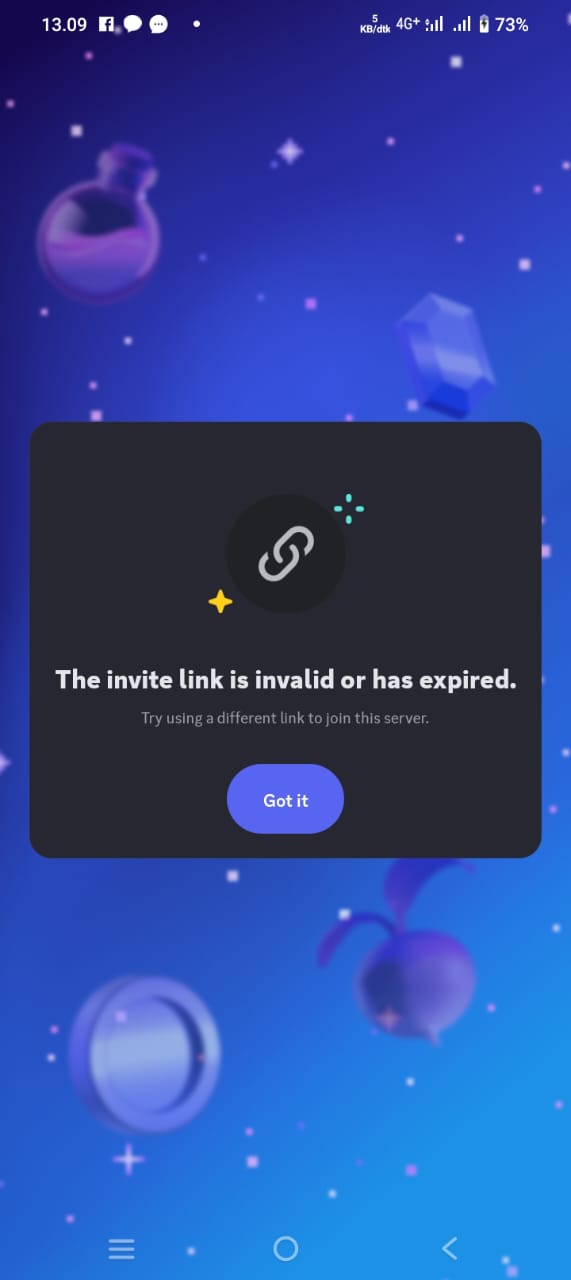 13.09
5
KB/dtk
4G+
73%
The invite link is invalid or has expired.
Try using a different link to join this server.
Got it